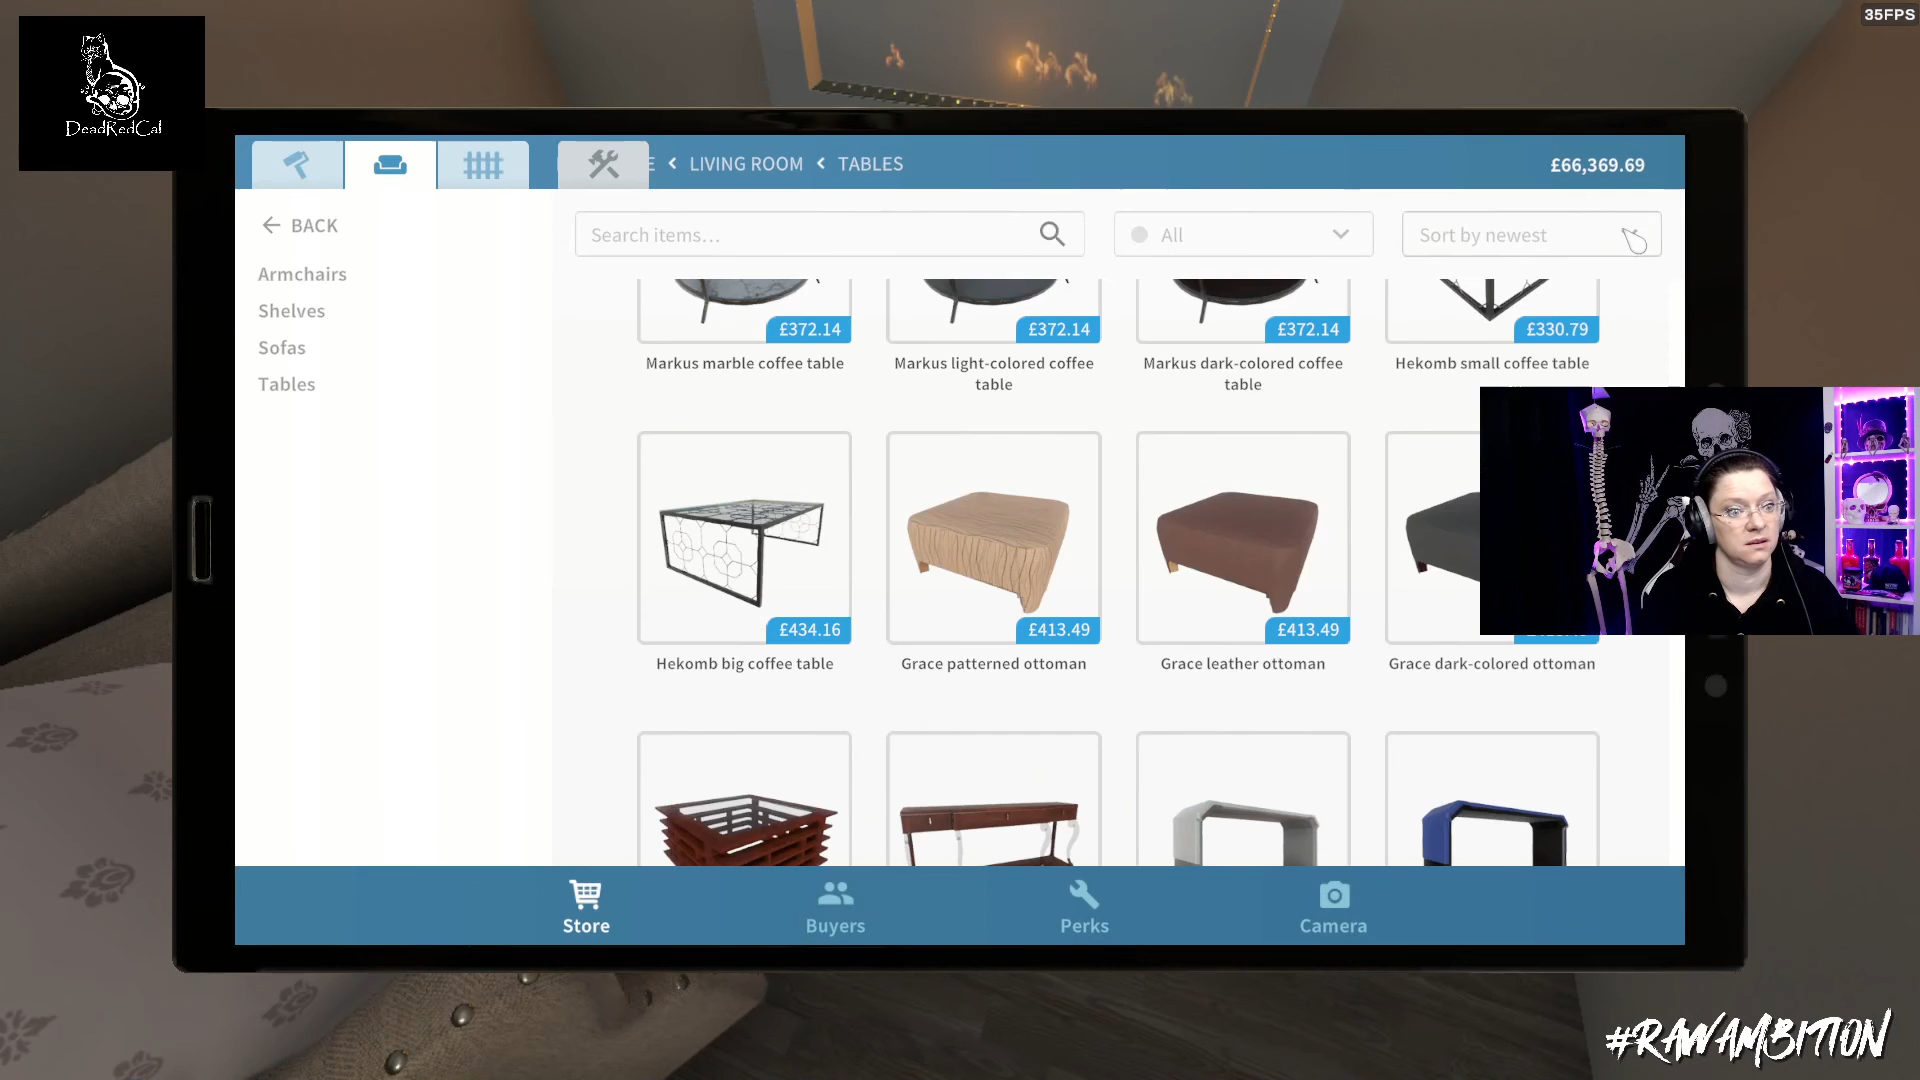 35FPS
DeadRedCal
E < LIVING ROOM < TABLES
£66,369.69
BACK
Search items...
All
Sort by newest
Armchairs
Shelves
Sofas
Tables
£372.14
£372.14
£372.14
£330.79
Markus marble coffee table
Markus light-colored coffee
table
Markus dark-colored coffee
table
Hekomb small coffee table
£434.16
£413.49
£413.49
Hekomb big coffee table
Grace patterned ottoman
Grace leather ottoman
Grace dark-colored ottoman
Store
Buyers
Perks
Camera
#RAWAMBITION